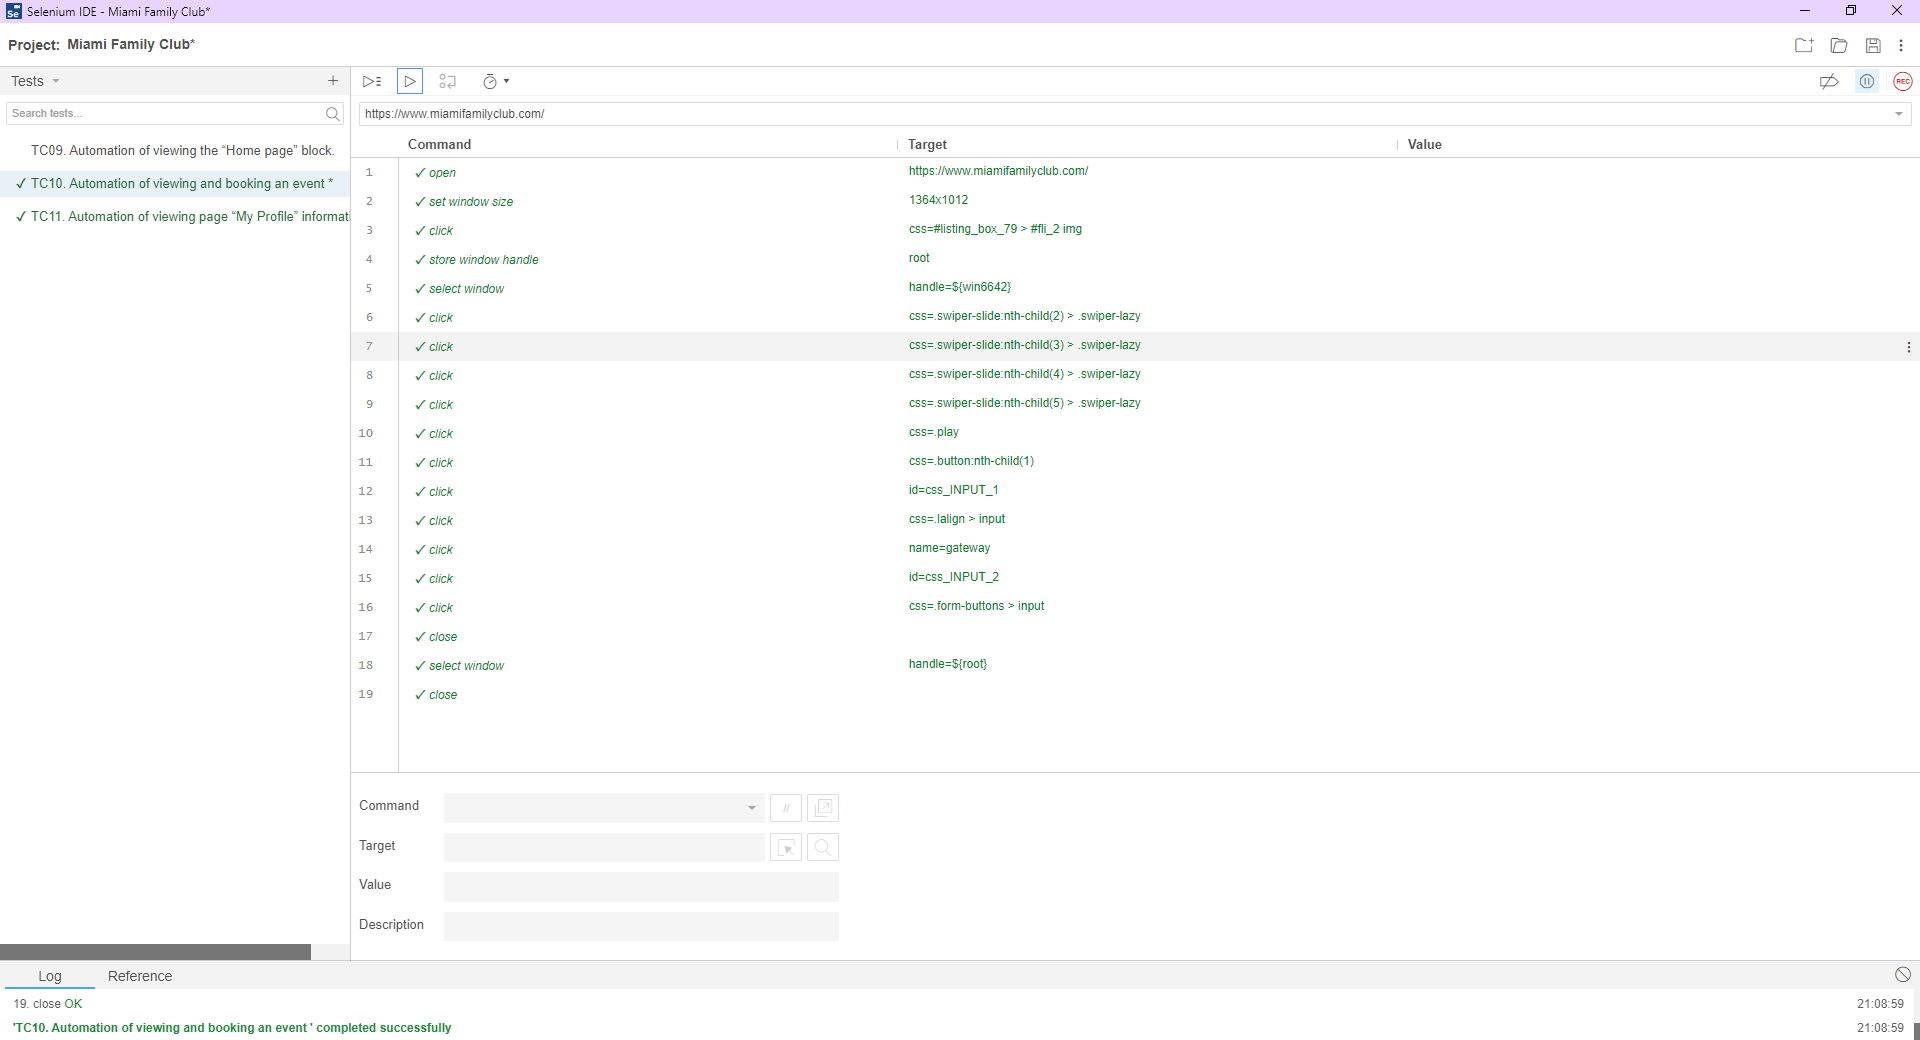 Selenium IDE - Miami Family Club*
Project: Miami Family Club*
Tests
Search tests...
TC09. Automation of viewing the “Home page” block.
✓ TC10. Automation of viewing and booking an event *
✓ TC11. Automation of viewing page “My Profile” informati
REC
https://www.miamifamilyclub.com/
Command Target Value
1 ✓ open https://www.miamifamilyclub.com/
2 ✓ set window size 1364x1012
3 ✓ click css=#listing_box_79 > #fli_2 img
4 ✓ store window handle root
5 ✓ select window handle=${win6642}
6 ✓ click css=.swiper-slide:nth-child(2) > .swiper-lazy
7 ✓ click css=.swiper-slide:nth-child(3) > .swiper-lazy
8 ✓ click css=.swiper-slide:nth-child(4) > .swiper-lazy
9 ✓ click css=.swiper-slide:nth-child(5) > .swiper-lazy
10 ✓ click css=.play
11 ✓ click css=.button:nth-child(1)
12 ✓ click id=css_INPUT_1
13 ✓ click css=.lalign > input
14 ✓ click name=gateway
15 ✓ click id=css_INPUT_2
16 ✓ click css=.form-buttons > input
17 ✓ close
18 ✓ select window handle=${root}
19 ✓ close
Command //
Target
Value
Description
Log Reference
19. close OK 21:08:59
'TC10. Automation of viewing and booking an event ' completed successfully 21:08:59